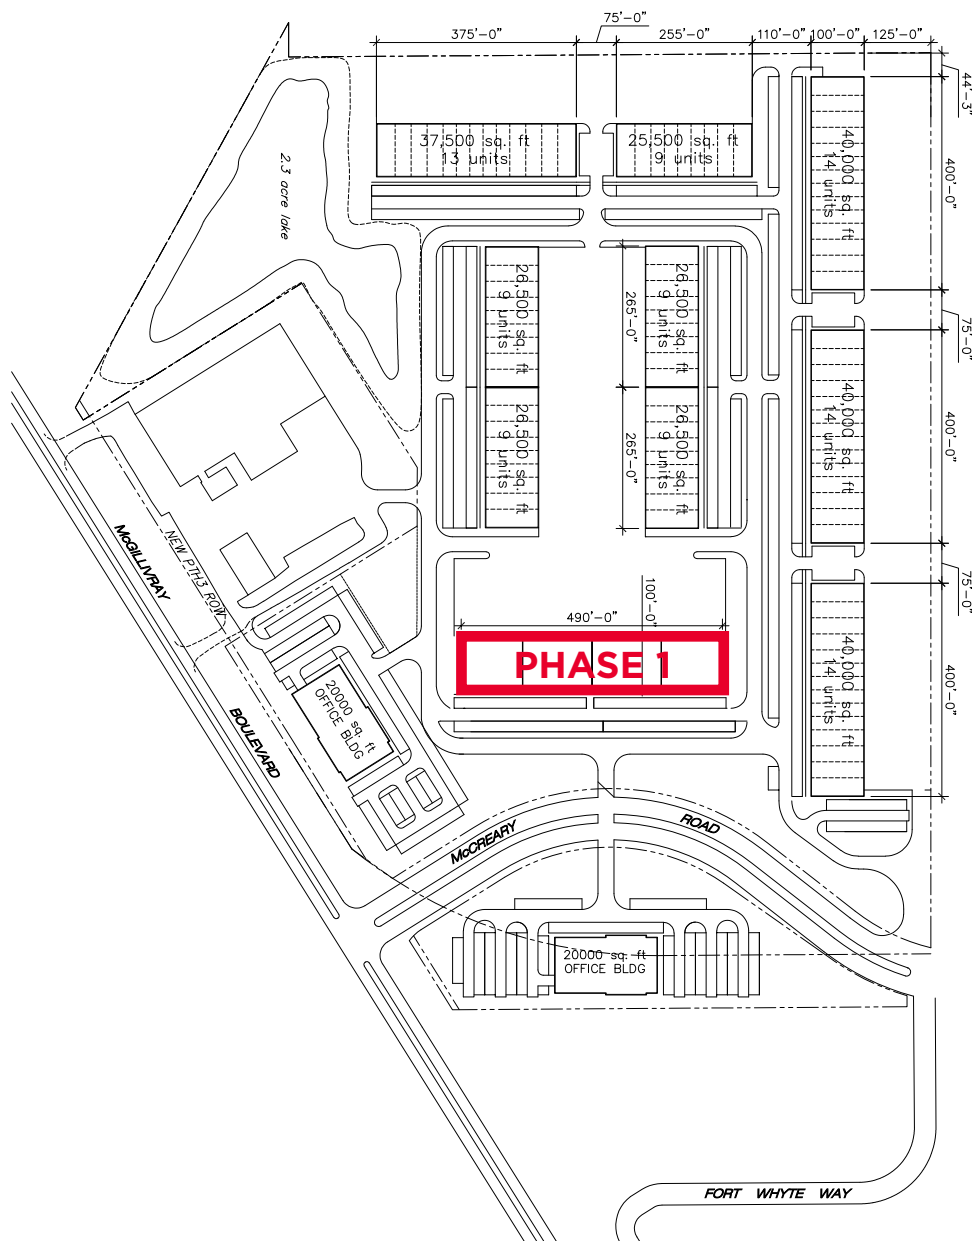 75'-0"
375'-0"
255'-0"
110'-0"
100'-0"
125'-0"
44'-3"
37,500 sq. ft
13 units
25,500 sq. ft
9 units
40,000 sq. ft
14 units
400'-0"
2.3 acre lake
26,500 sq. ft
9 units
265'-0"
26,500 sq. ft
9 units
75'-0"
26,500 sq. ft
9 units
265'-0"
26,500 sq. ft
9 units
40,000 sq. ft
14 units
400'-0"
McGILLIVRAY
NEW PTH3 ROW
75'-0"
100'-0"
490'-0"
PHASE 1
40,000 sq. ft
14 units
400'-0"
20000 sq. ft
OFFICE BLDG
BOULEVARD
McCREARY
ROAD
20000 sq. ft
OFFICE BLDG
FORT WHYTE WAY